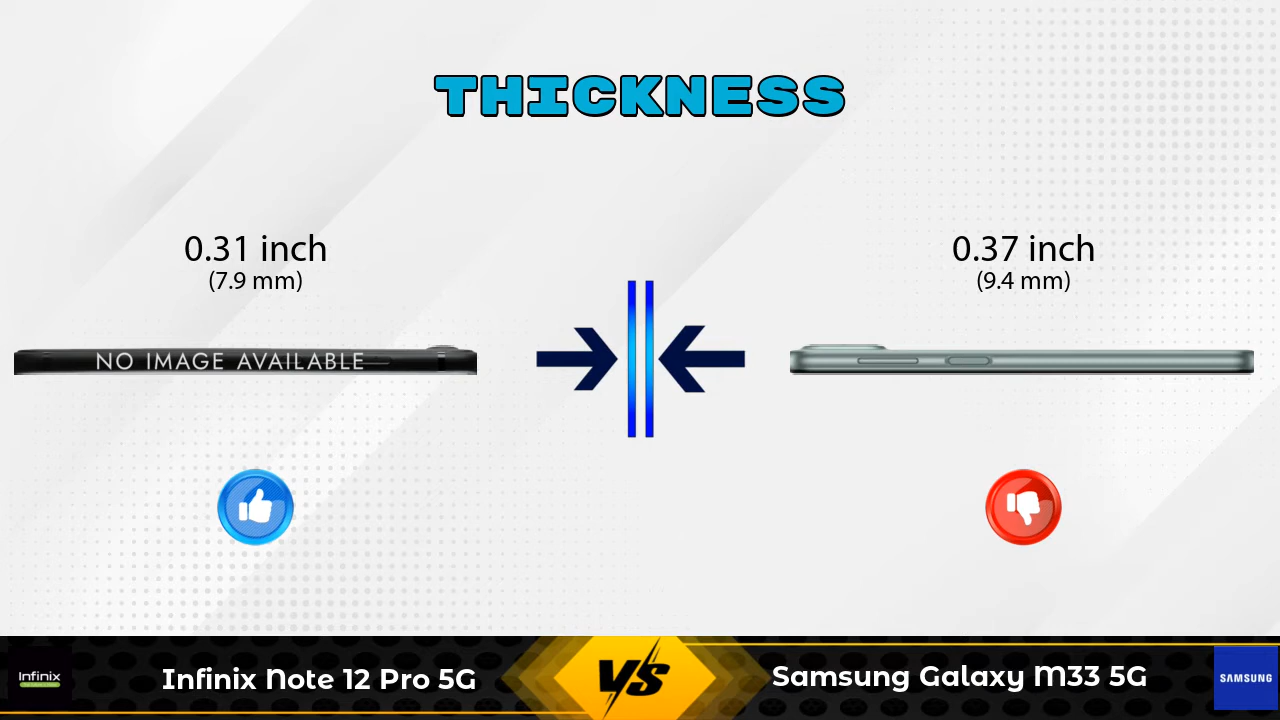 THICKNESS
0.31 inch
(7.9 mm)
0.37 inch
(9.4 mm)
NO IMAGE AVAILABLE
Infinix
Infinix Note 12 Pro 5G
VS
Samsung Galaxy M33 5G
SAMSUNG